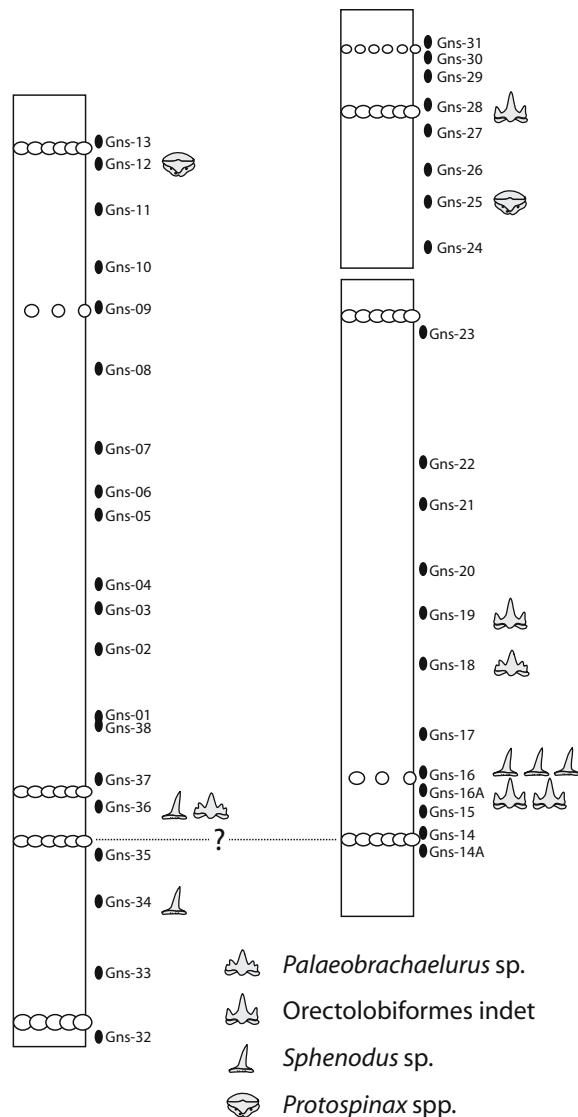 Gns-13
Gns-12
Gns-11
Gns-10
Gns-09
Gns-08
Gns-07
Gns-06
Gns-05
Gns-04
Gns-03
Gns-02
Gns-01
Gns-38
Gns-37
Gns-36
?
Gns-35
Gns-34
Gns-33
Gns-32
Gns-31
Gns-30
Gns-29
Gns-28
Gns-27
Gns-26
Gns-25
Gns-24
Gns-23
Gns-22
Gns-21
Gns-20
Gns-19
Gns-18
Gns-17
Gns-16
Gns-16A
Gns-15
Gns-14
Gns-14A
Palaeobrachaelurus sp.
Orectolobiformes indet
Sphenodus sp.
Protospinax spp.